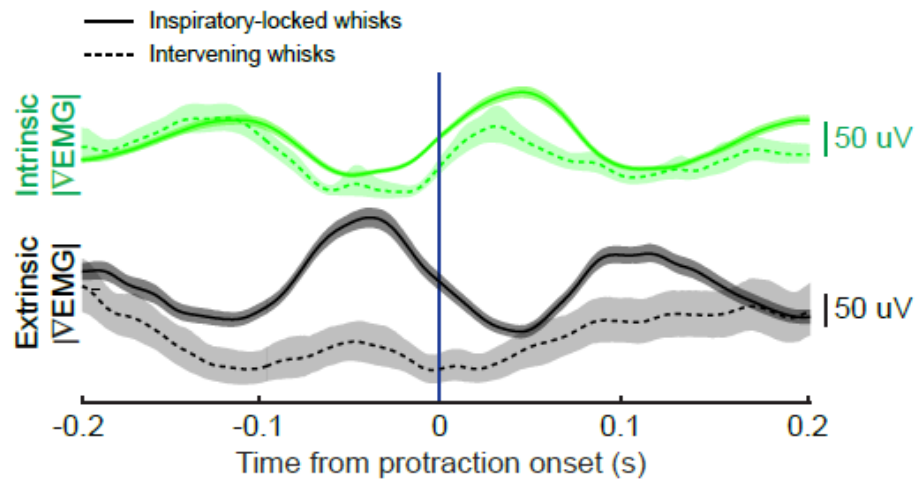 Inspiratory-locked whisks
Intervening whisks
Intrinsic
|∇EMG|
50 uV
Extrinsic
|∇EMG|
50 uV
-0.2 -0.1 0 0.1 0.2
Time from protraction onset (s)